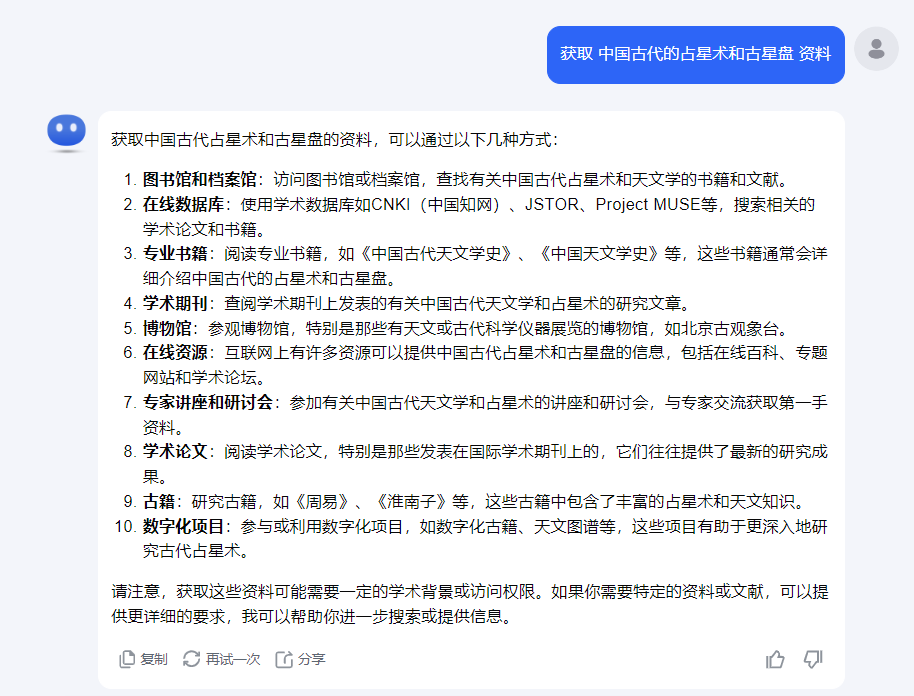 获取 中国古代的占星术和古星盘 资料
获取中国古代占星术和古星盘的资料，可以通过以下几种方式：
1. 图书馆和档案馆：访问图书馆或档案馆，查找有关中国古代占星术和天文学的书籍和文献。
2. 在线数据库：使用学术数据库如CNKI（中国知网）、JSTOR、Project MUSE等，搜索相关的
学术论文和书籍。
3. 专业书籍：阅读专业书籍，如《中国古代天文学史》、《中国天文学史》等，这些书籍通常会详
细介绍中国古代的占星术和古星盘。
4. 学术期刊：查阅学术期刊上发表的有关中国古代天文学和占星术的研究文章。
5. 博物馆：参观博物馆，特别是那些有天文或古代科学仪器展览的博物馆，如北京古观象台。
6. 在线资源：互联网上有许多资源可以提供中国古代占星术和古星盘的信息，包括在线百科、专题
网站和学术论坛。
7. 专家讲座和研讨会：参加有关中国古代天文学和占星术的讲座和研讨会，与专家交流获取第一手
资料。
8. 学术论文：阅读学术论文，特别是那些发表在国际学术期刊上的，它们往往提供了最新的研究成
果。
9. 古籍：研究古籍，如《周易》、《淮南子》等，这些古籍中包含了丰富的占星术和天文知识。
10. 数字化项目：参与或利用数字化项目，如数字化古籍、天文图谱等，这些项目有助于更深入地研
究古代占星术。
请注意，获取这些资料可能需要一定的学术背景或访问权限。如果你需要特定的资料或文献，可以提
供更详细的要求，我可以帮助你进一步搜索或提供信息。
复制 再试一次 分享